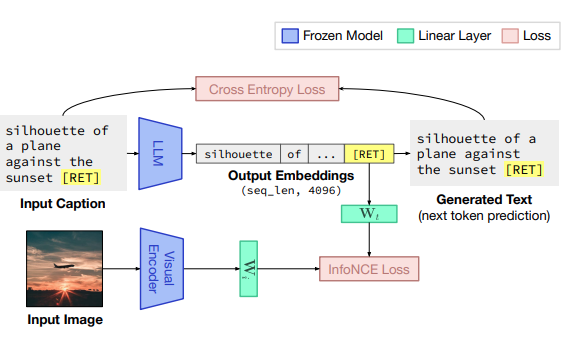 Frozen Model
Linear Layer
Loss
Cross Entropy Loss
silhouette of
a plane
against the
sunset [RET]
Input Caption
LLM
silhouette of ... [RET]
Output Embeddings
(seq_len, 4096)
silhouette of a
plane against
the sunset [RET]
Generated Text
(next token prediction)
Wt
Input Image
Visual
Encoder
Wi
InfoNCE Loss